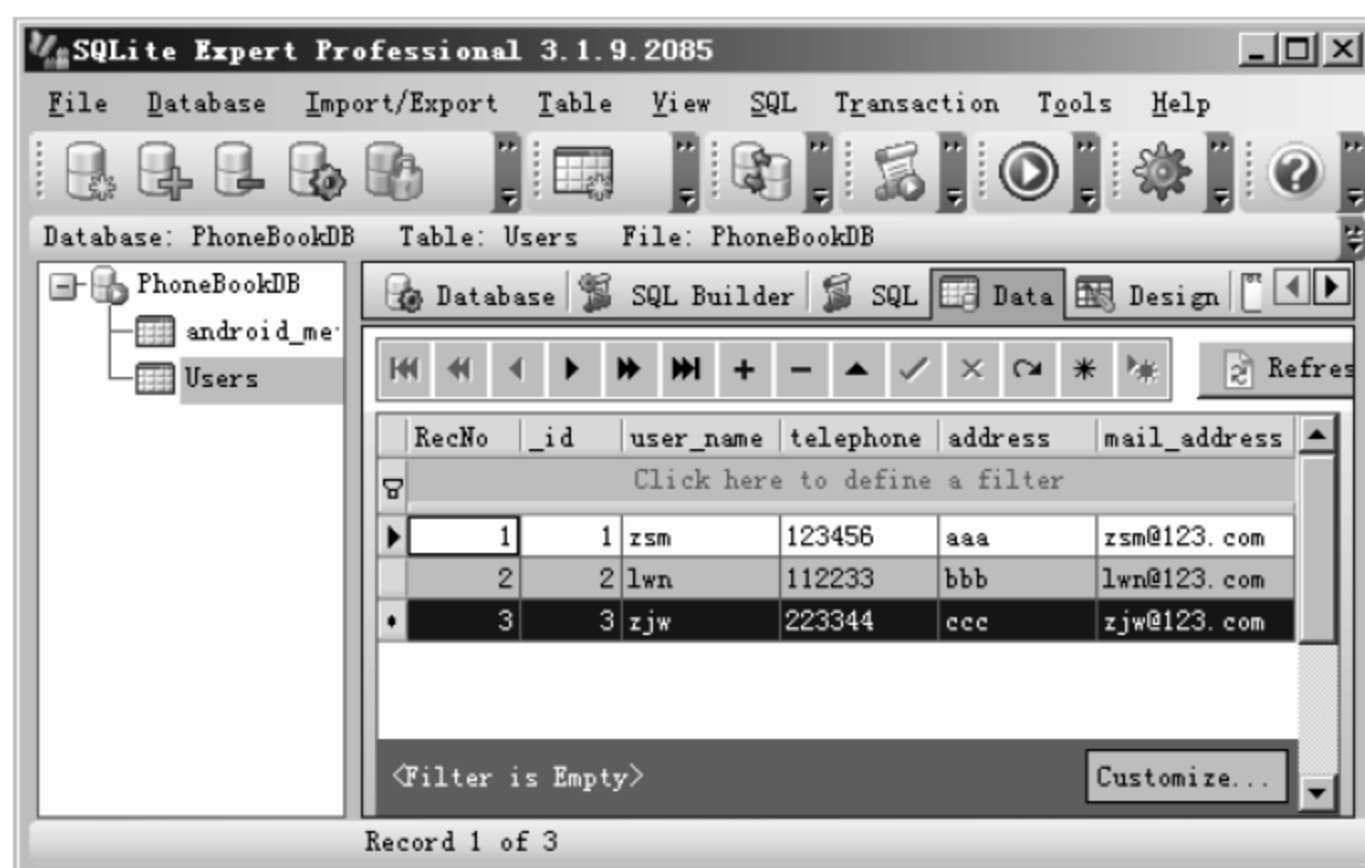 SQLite Expert Professional 3.1.9.2085
File Database Import/Export Table View SQL Transaction Tools Help
Database: PhoneBookDB Table: Users File: PhoneBookDB
PhoneBookDB
android_me
Users
Database SQL Builder SQL Data Design
Refres
RecNo _id user_name telephone address mail_address
Click here to define a filter
1 1 zsm 123456 aaa zsm@123.com
2 2 lwn 112233 bbb lwn@123.com
3 3 zjw 223344 ccc zjw@123.com
<Filter is Empty>
Customize...
Record 1 of 3